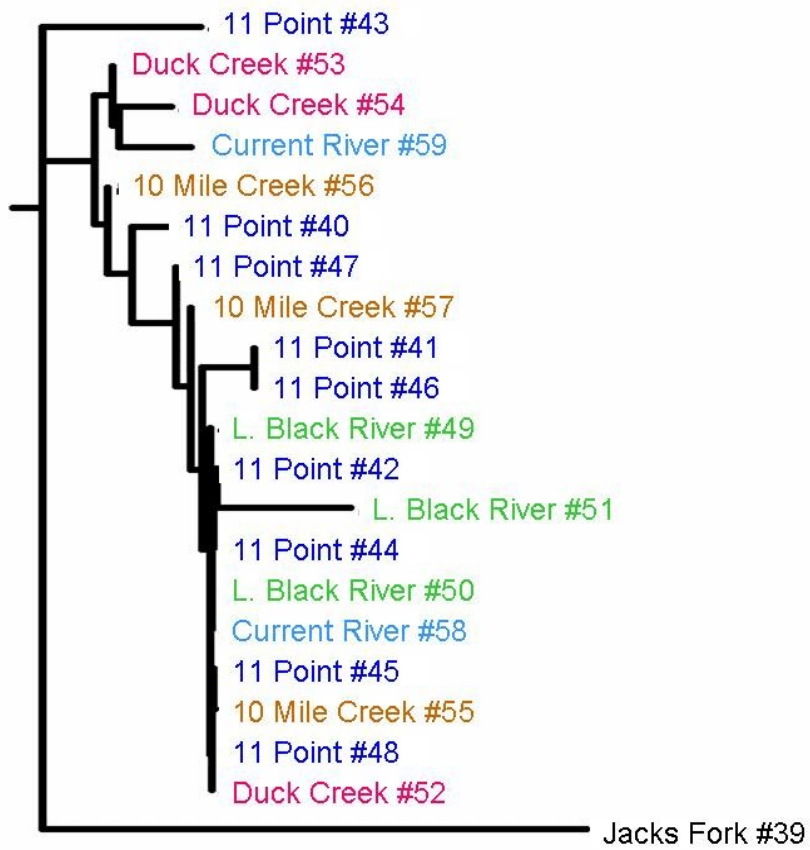 11 Point #43
Duck Creek #53
Duck Creek #54
Current River #59
10 Mile Creek #56
11 Point #40
11 Point #47
10 Mile Creek #57
11 Point #41
11 Point #46
L. Black River #49
11 Point #42
L. Black River #51
11 Point #44
L. Black River #50
Current River #58
11 Point #45
10 Mile Creek #55
11 Point #48
Duck Creek #52
Jacks Fork #39